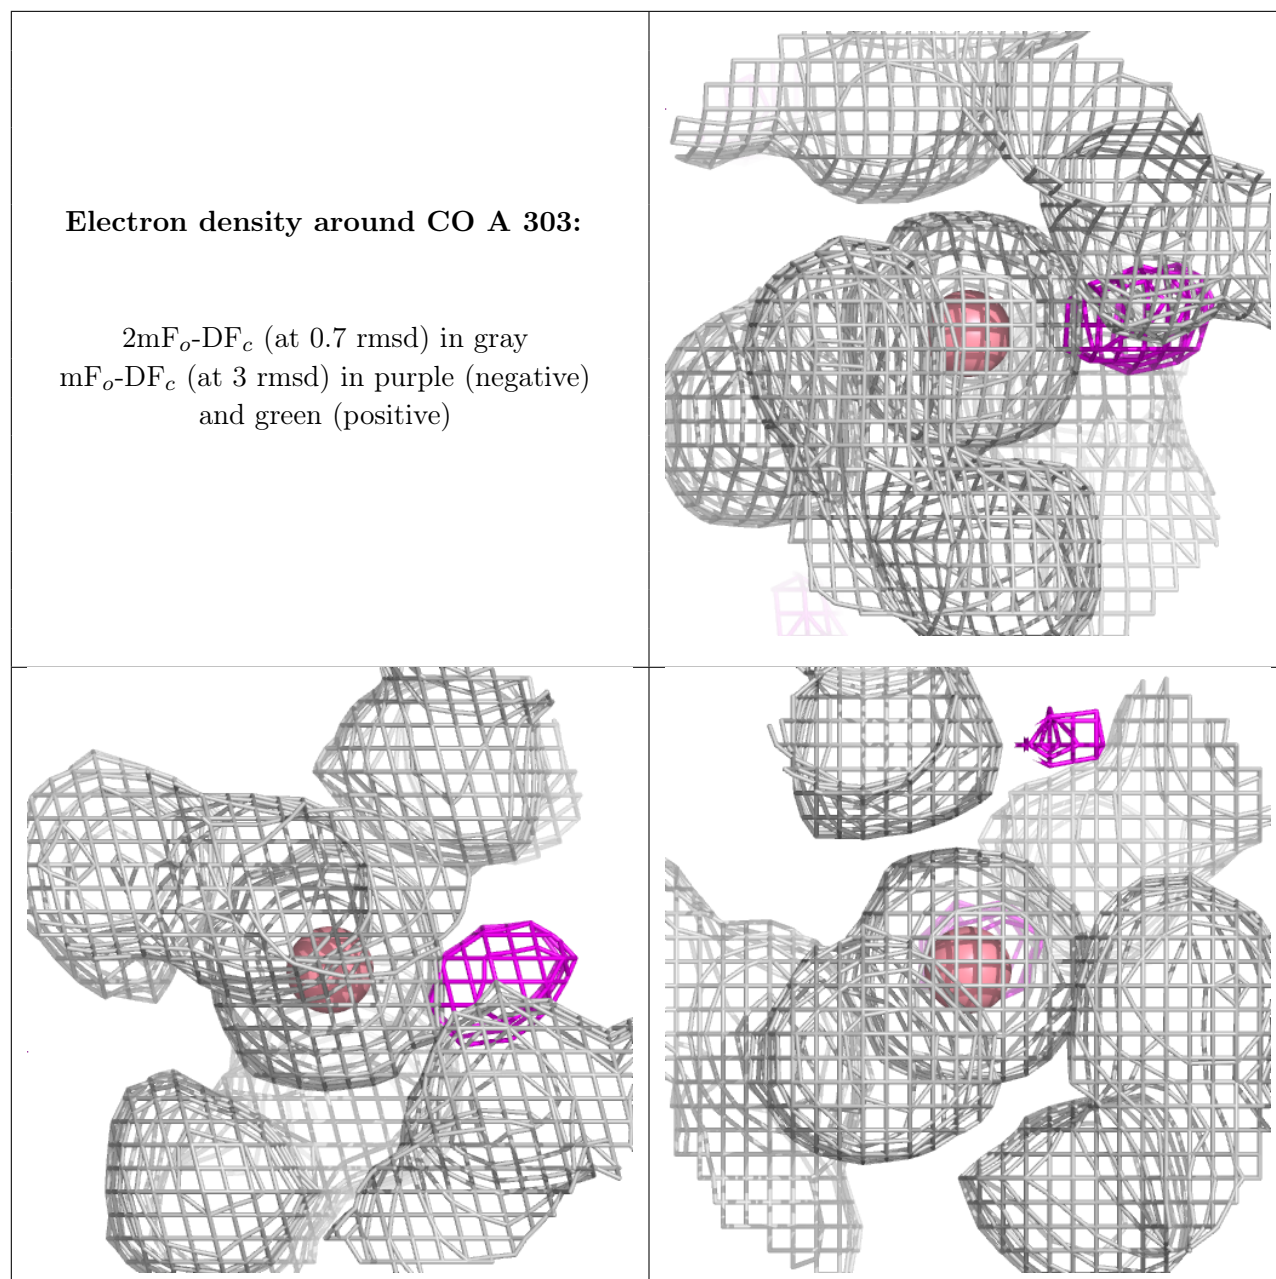 Electron density around CO A 303:
2mFo-DFc (at 0.7 rmsd) in gray
mFo-DFc (at 3 rmsd) in purple (negative)
and green (positive)